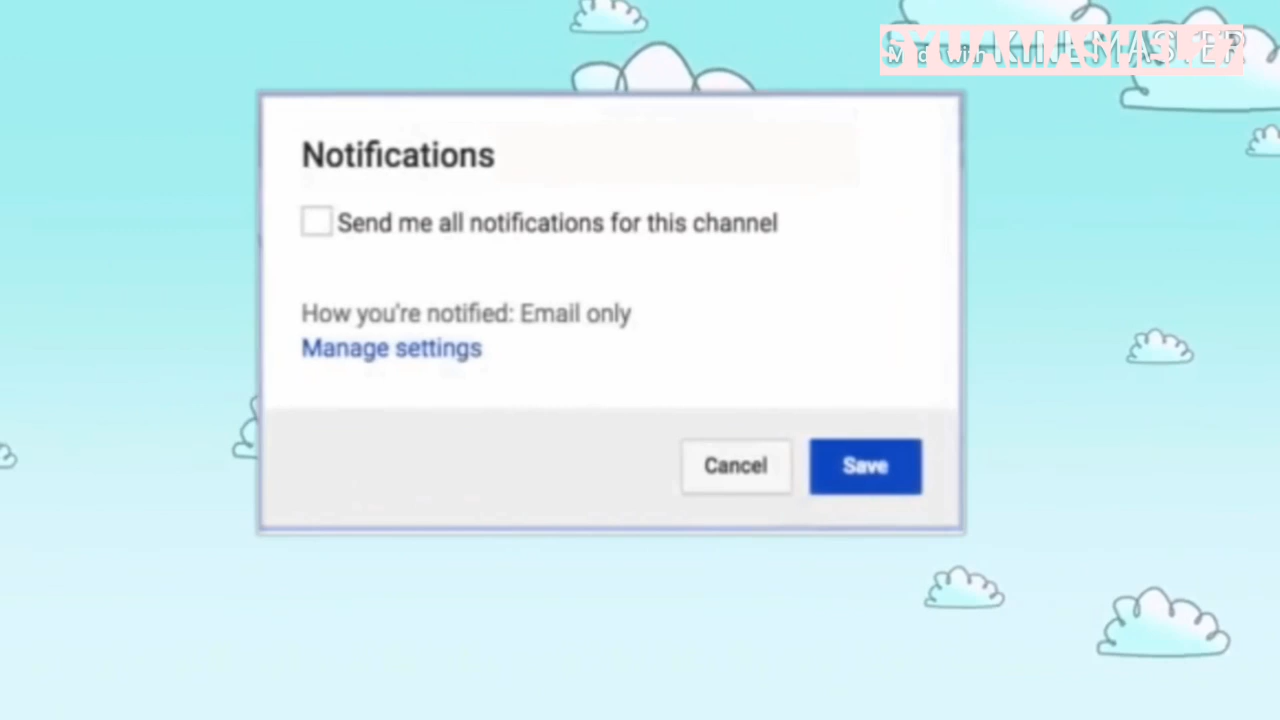 Notifications
Send me all notifications for this channel
How you're notified: Email only
Manage settings
Cancel
Save